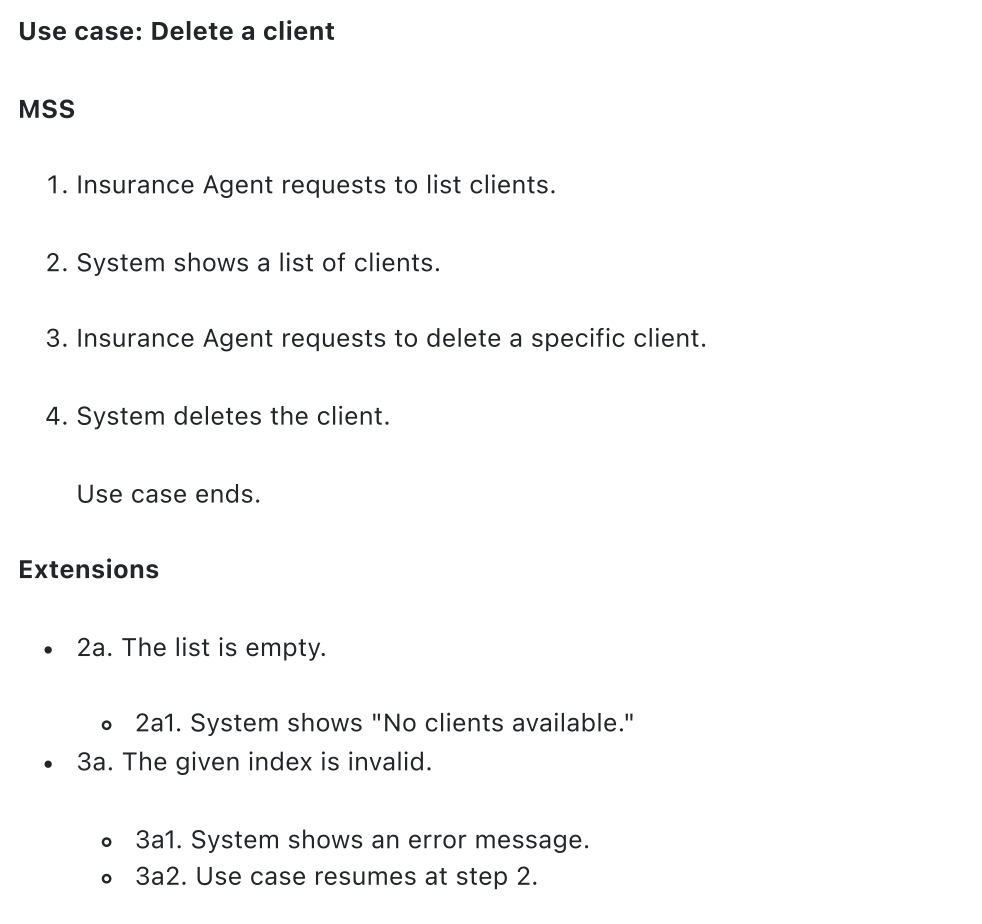 Use case: Delete a client
MSS
1. Insurance Agent requests to list clients.
2. System shows a list of clients.
3. Insurance Agent requests to delete a specific client.
4. System deletes the client.
Use case ends.
Extensions
• 2a. The list is empty.
◦ 2a1. System shows "No clients available."
• 3a. The given index is invalid.
◦ 3a1. System shows an error message.
◦ 3a2. Use case resumes at step 2.